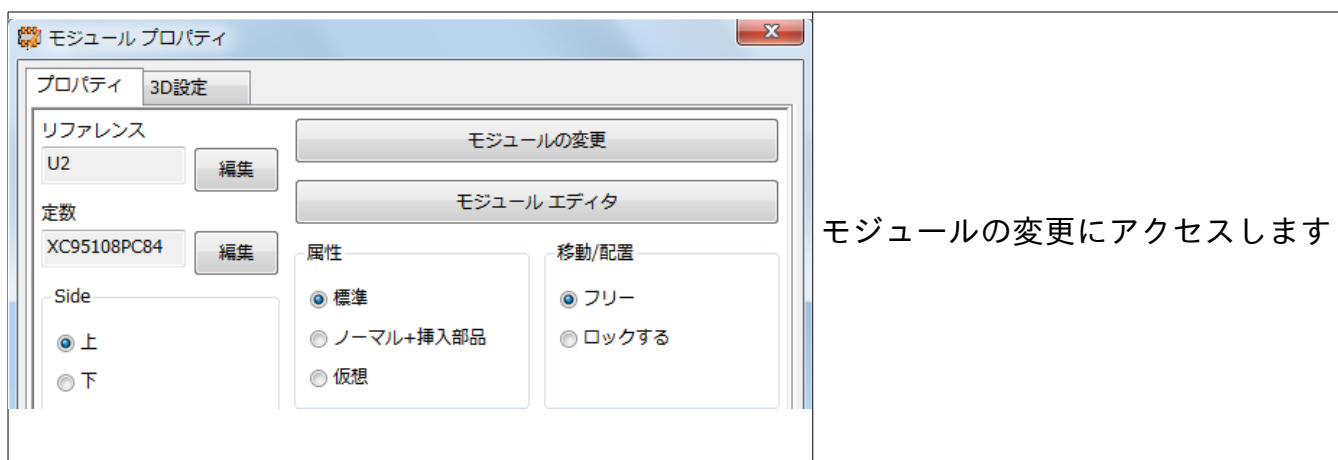 モジュール プロパティ
プロパティ 3D設定
リファレンス
U2 編集
定数
XC95108PC84 編集
Side
上
下
モジュールの変更
モジュール エディタ
属性
標準
ノーマル+挿入部品
仮想
移動/配置
フリー
ロックする
モジュールの変更にアクセスします